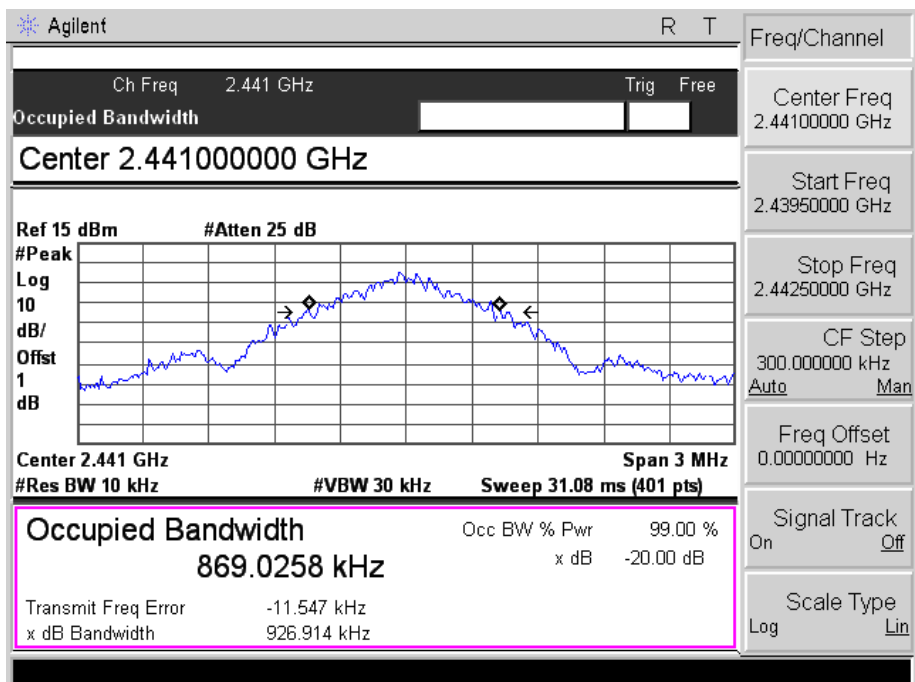 Agilent R T
Ch Freq 2.441 GHz Trig Free
Occupied Bandwidth
Center 2.441000000 GHz
Ref 15 dBm #Atten 25 dB
#Peak
Log
10
dB/
Offst
1
dB
Center 2.441 GHz Span 3 MHz
#Res BW 10 kHz #VBW 30 kHz Sweep 31.08 ms (401 pts)
Occupied Bandwidth
869.0258 kHz
Occ BW % Pwr 99.00 %
x dB -20.00 dB
Transmit Freq Error -11.547 kHz
x dB Bandwidth 926.914 kHz
Freq/Channel
Center Freq
2.44100000 GHz
Start Freq
2.43950000 GHz
Stop Freq
2.44250000 GHz
CF Step
300.000000 kHz
Auto Man
Freq Offset
0.00000000 Hz
Signal Track
On Off
Scale Type
Log Lin